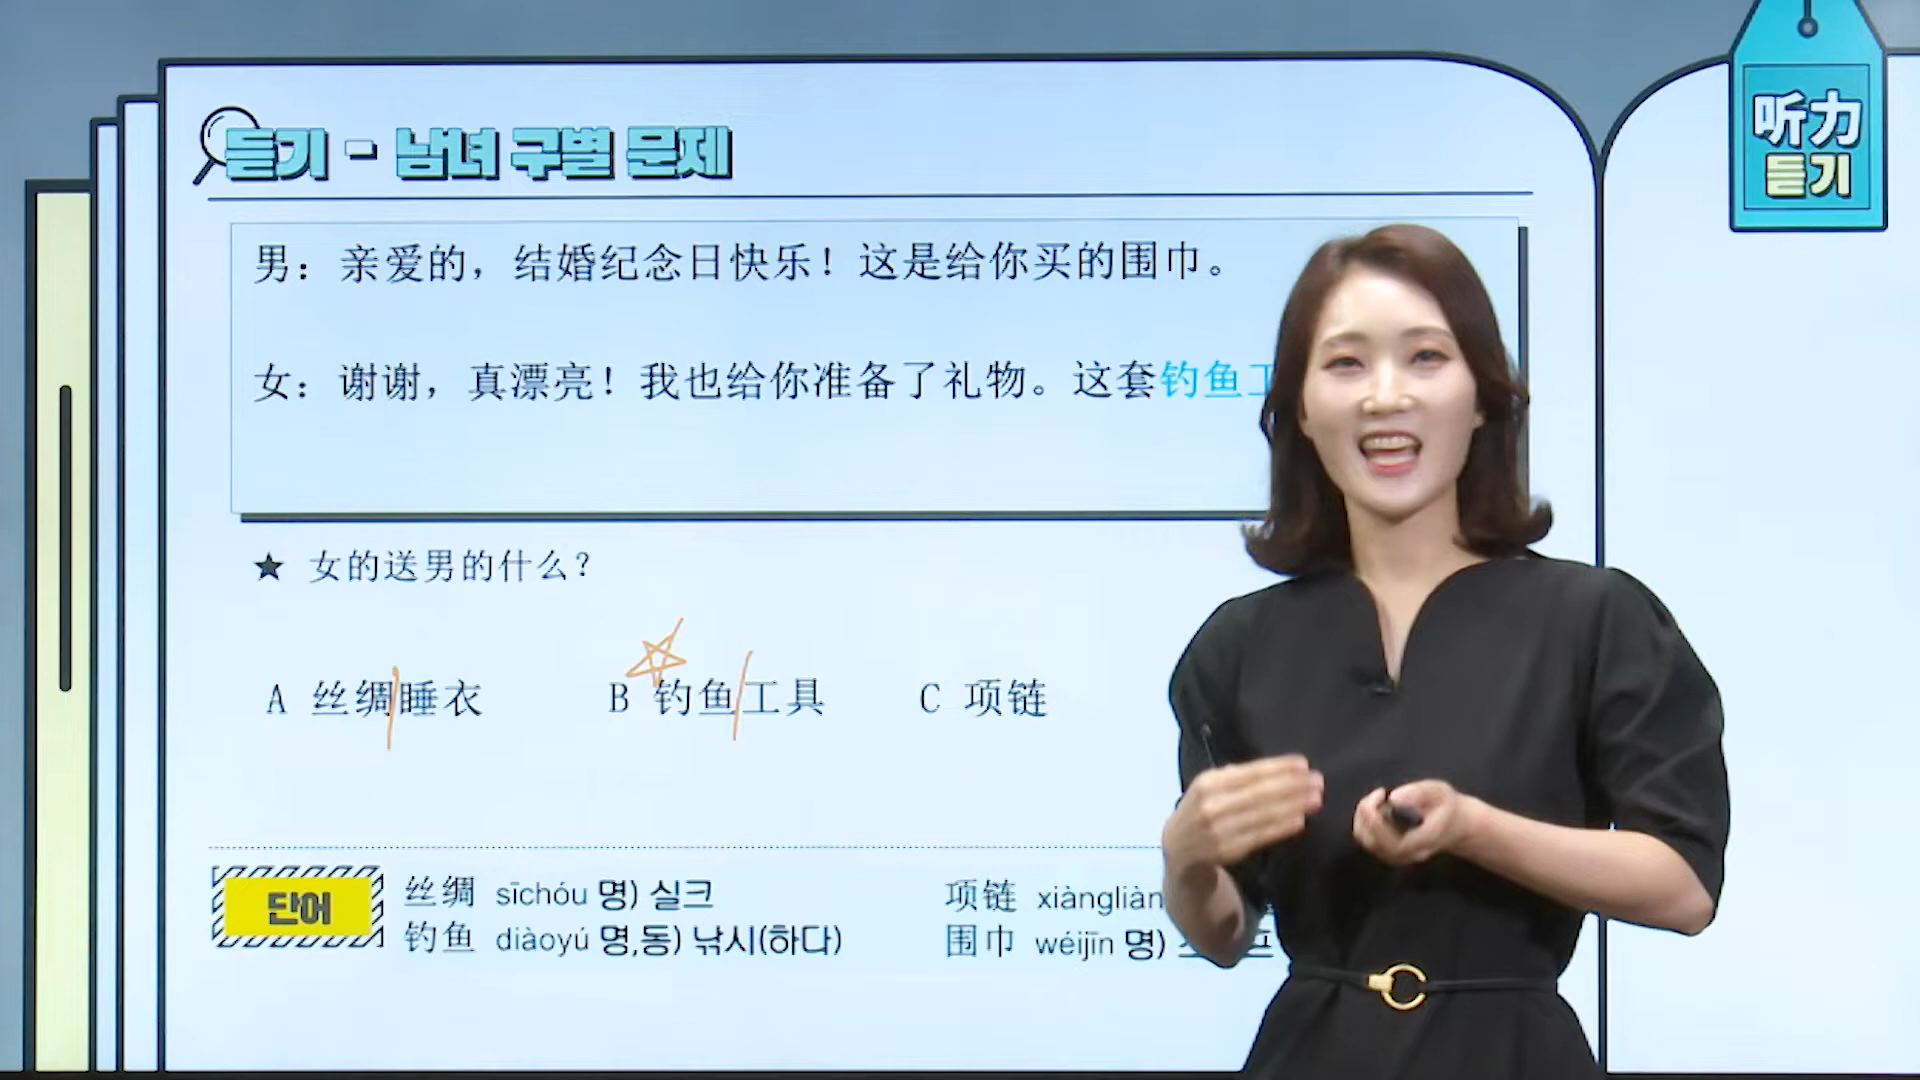 듣기 - 남녀 구별 문제
听力
듣기
男：亲爱的，结婚纪念日快乐！这是给你买的围巾。
女：谢谢，真漂亮！我也给你准备了礼物。这套钓鱼
★ 女的送男的什么？
A 丝绸睡衣 B 钓鱼工具 C 项链
단어
丝绸 sīchóu 명) 실크 项链 xiàngliàn
钓鱼 diàoyú 명,동) 낚시(하다) 围巾 wéijīn 명)